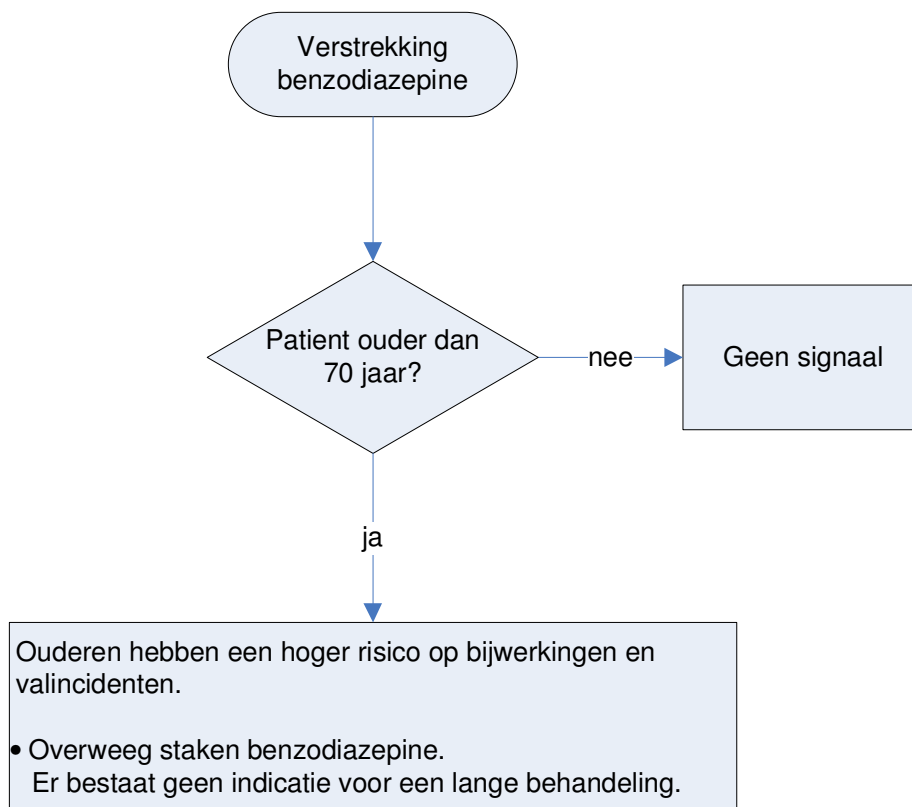 Verstrekking
benzodiazepine
Patient ouder dan
70 jaar?
nee
Geen signaal
ja
Ouderen hebben een hoger risico op bijwerkingen en
valincidenten.
• Overweeg staken benzodiazepine.
Er bestaat geen indicatie voor een lange behandeling.